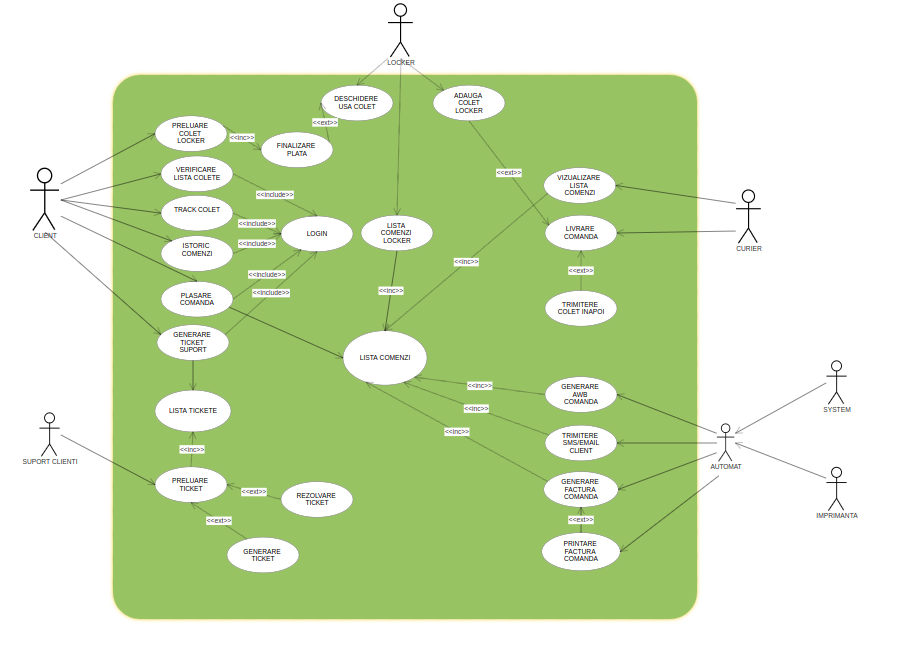 LOCKER
DESCHIDERE
USA COLET
ADAUGA
COLET
LOCKER
<<ext>>
PRELUARE
COLET
LOCKER
<<inc>>
FINALIZARE
PLATA
VERIFICARE
LISTA COLETE
<<ext>>
VIZUALIZARE
LISTA
COMENZI
<<include>>
TRACK COLET
<<include>>
LOGIN
LISTA
COMENZI
LOCKER
LIVRARE
COMANDA
CLIENT
CURIER
ISTORIC
COMENZI
<<include>>
<<inc>>
<<include>>
<<ext>>
PLASARE
COMANDA
<<include>>
<<inc>>
TRIMITERE
COLET INAPOI
GENERARE
TICKET
SUPORT
LISTA COMENZI
<<inc>>
GENERARE
AWB
COMANDA
SYSTEM
LISTA TICKETE
<<inc>>
<<inc>>
TRIMITERE
SMS/EMAIL
CLIENT
<<inc>>
SUPORT CLIENTI
AUTOMAT
PRELUARE
TICKET
<<ext>>
REZOLVARE
TICKET
GENERARE
FACTURA
COMANDA
IMPRIMANTA
<<ext>>
<<ext>>
GENERARE
TICKET
PRINTARE
FACTURA
COMANDA